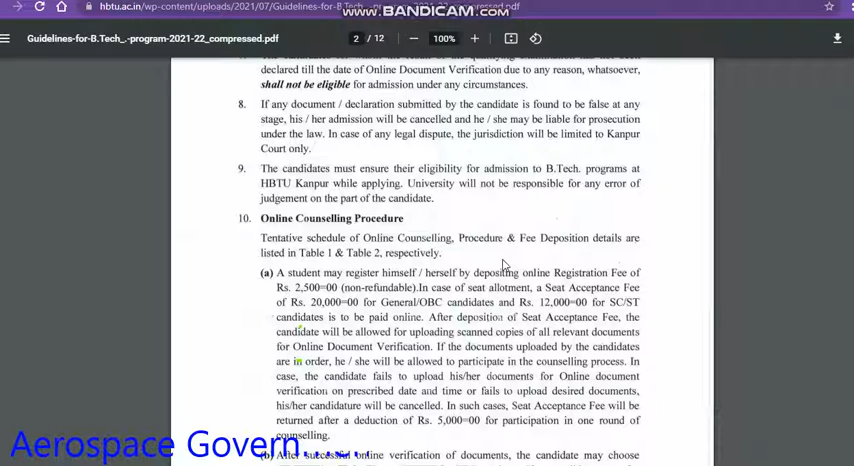 hbtu.ac.in/wp-content/uploads/2021/07/Guidelines-for-B.Tech_.-program-2021-22_compressed.pdf
WWW.BANDICAM.COM
Guidelines-for-B.Tech_.-program-2021-22_compressed.pdf
2 / 12
100%
declared till the date of Online Document Verification due to any reason, whatsoever,
shall not be eligible for admission under any circumstances.
8. If any document / declaration submitted by the candidate is found to be false at any
stage, his / her admission will be cancelled and he / she may be liable for prosecution
under the law. In case of any legal dispute, the jurisdiction will be limited to Kanpur
Court only.
9. The candidates must ensure their eligibility for admission to B.Tech. programs at
HBTU Kanpur while applying. University will not be responsible for any error of
judgement on the part of the candidate.
10. Online Counselling Procedure
Tentative schedule of Online Counselling, Procedure & Fee Deposition details are
listed in Table 1 & Table 2, respectively.
(a) A student may register himself / herself by depositing online Registration Fee of
Rs. 2,500=00 (non-refundable).In case of seat allotment, a Seat Acceptance Fee
of Rs. 20,000=00 for General/OBC candidates and Rs. 12,000=00 for SC/ST
candidates is to be paid online. After deposition of Seat Acceptance Fee, the
candidate will be allowed for uploading scanned copies of all relevant documents
for Online Document Verification. If the documents uploaded by the candidates
are in order, he / she will be allowed to participate in the counselling process. In
case, the candidate fails to upload his/her documents for Online document
verification on prescribed date and time or fails to upload desired documents,
his/her candidature will be cancelled. In such cases, Seat Acceptance Fee will be
returned after a deduction of Rs. 5,000=00 for participation in one round of
counselling.
Aerospace Govern.......
(b) After successful online verification of documents, the candidate may choose